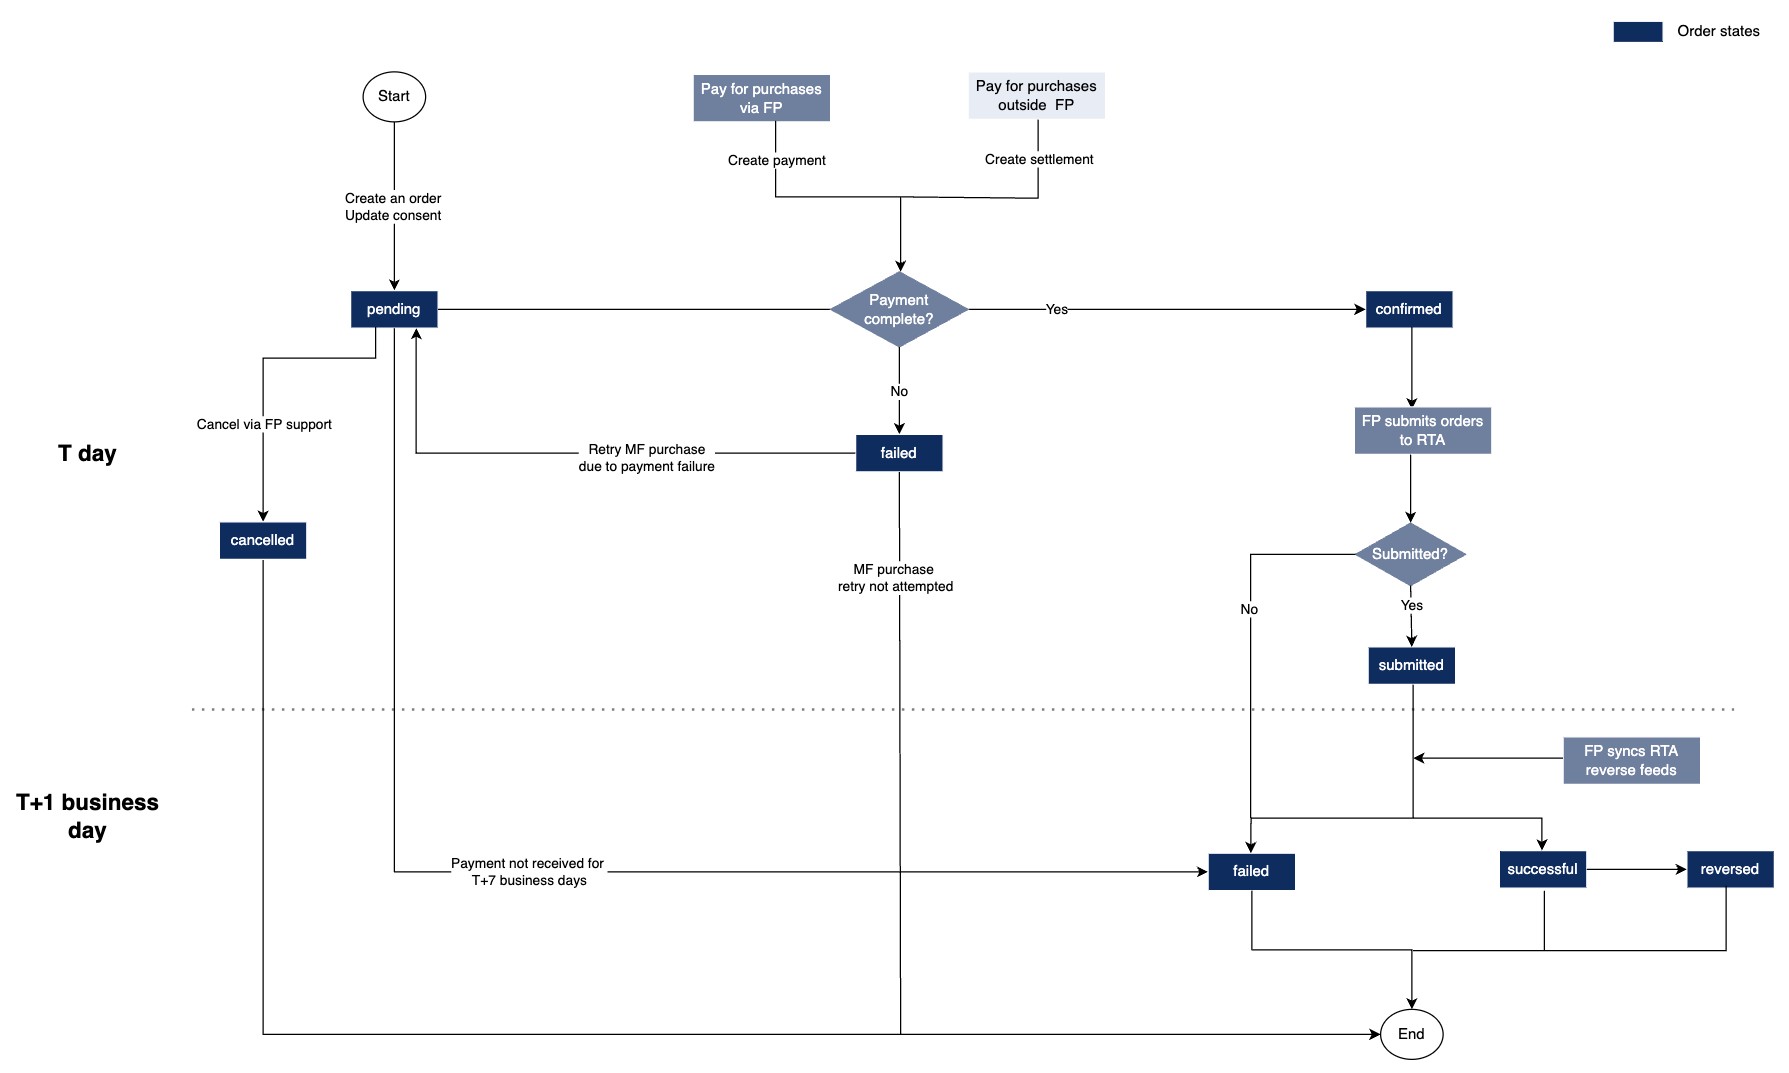 Order states
Start
Pay for purchases
via FP
Pay for purchases
outside FP
Create payment
Create settlement
Create an order
Update consent
pending
Payment
complete?
Yes
confirmed
No
Cancel via FP support
FP submits orders
to RTA
T day
Retry MF purchase
due to payment failure
failed
cancelled
Submitted?
MF purchase
retry not attempted
No
Yes
submitted
FP syncs RTA
reverse feeds
T+1 business
day
Payment not received for
T+7 business days
failed
successful
reversed
End